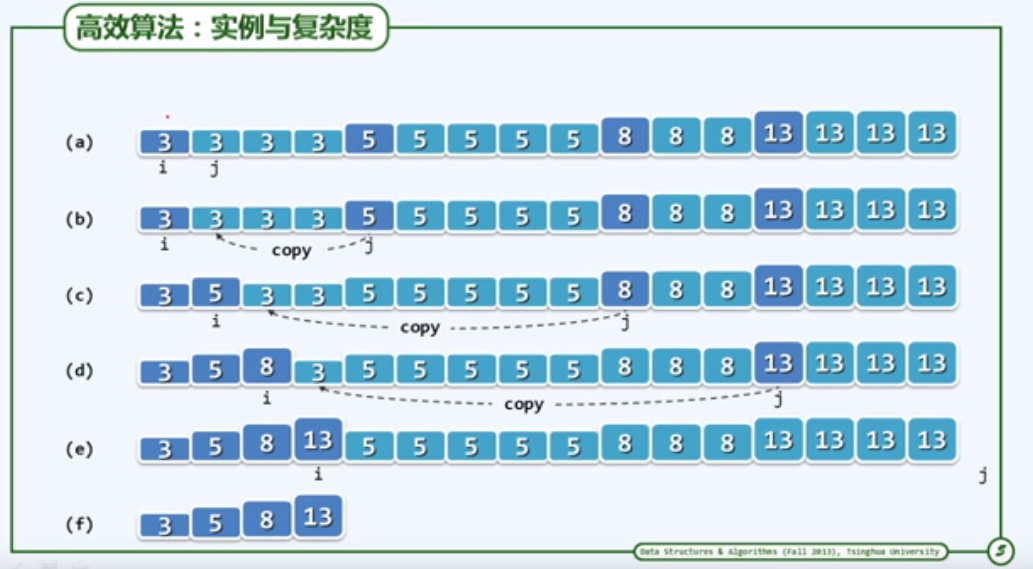 高效算法：实例与复杂度
(a) 3 3 3 3 5 5 5 5 5 8 8 8 13 13 13 13
i j
(b) 3 3 3 3 5 5 5 5 5 8 8 8 13 13 13 13
i copy j
(c) 3 5 3 3 5 5 5 5 5 8 8 8 13 13 13 13
i copy j
(d) 3 5 8 3 5 5 5 5 5 8 8 8 13 13 13 13
i copy j
(e) 3 5 8 13 5 5 5 5 5 8 8 8 13 13 13 13
i j
(f) 3 5 8 13
Data Structures & Algorithms (Fall 2013), Tsinghua University
5